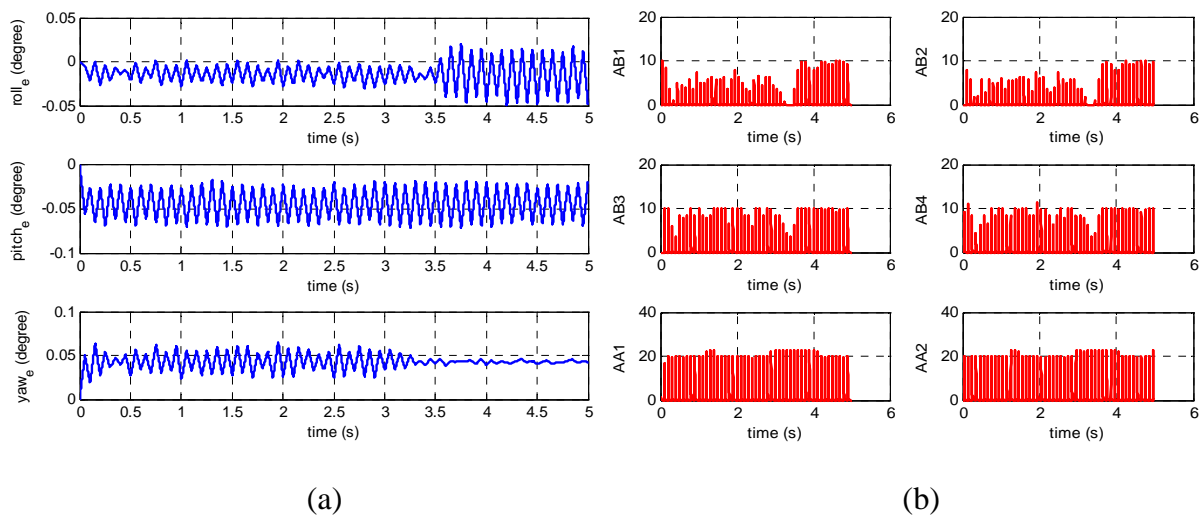 0.05
0
-0.05
roll_e (degree)
0 0.5 1 1.5 2 2.5 3 3.5 4 4.5 5
time (s)
0
-0.05
-0.1
pitch_e (degree)
0 0.5 1 1.5 2 2.5 3 3.5 4 4.5 5
time (s)
0.1
0.05
0
yaw_e (degree)
0 0.5 1 1.5 2 2.5 3 3.5 4 4.5 5
time (s)
(a)
20
10
0
AB1
0 2 4 6
time (s)
20
10
0
AB2
0 2 4 6
time (s)
20
10
0
AB3
0 2 4 6
time (s)
20
10
0
AB4
0 2 4 6
time (s)
40
20
0
AA1
0 2 4 6
time (s)
40
20
0
AA2
0 2 4 6
time (s)
(b)